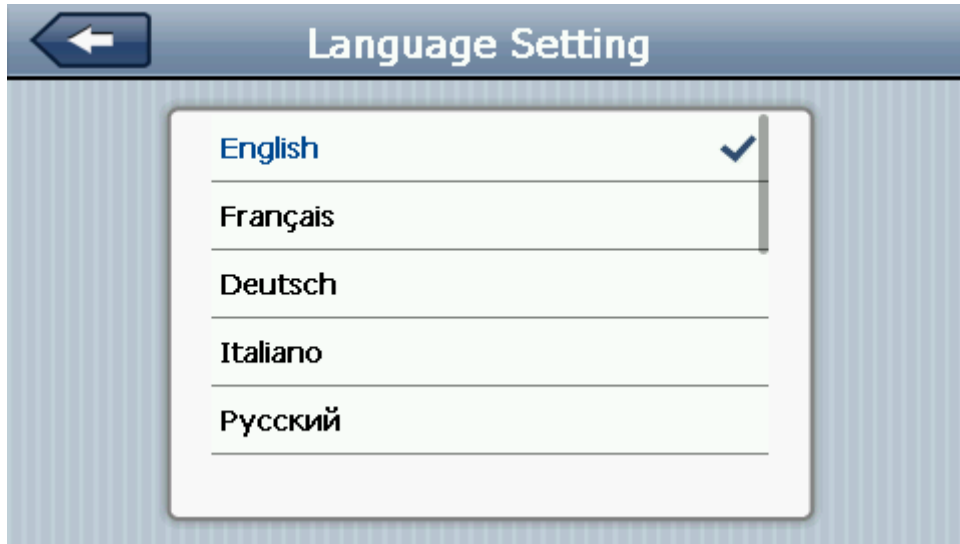 Language Setting
English
Français
Deutsch
Italiano
Русский